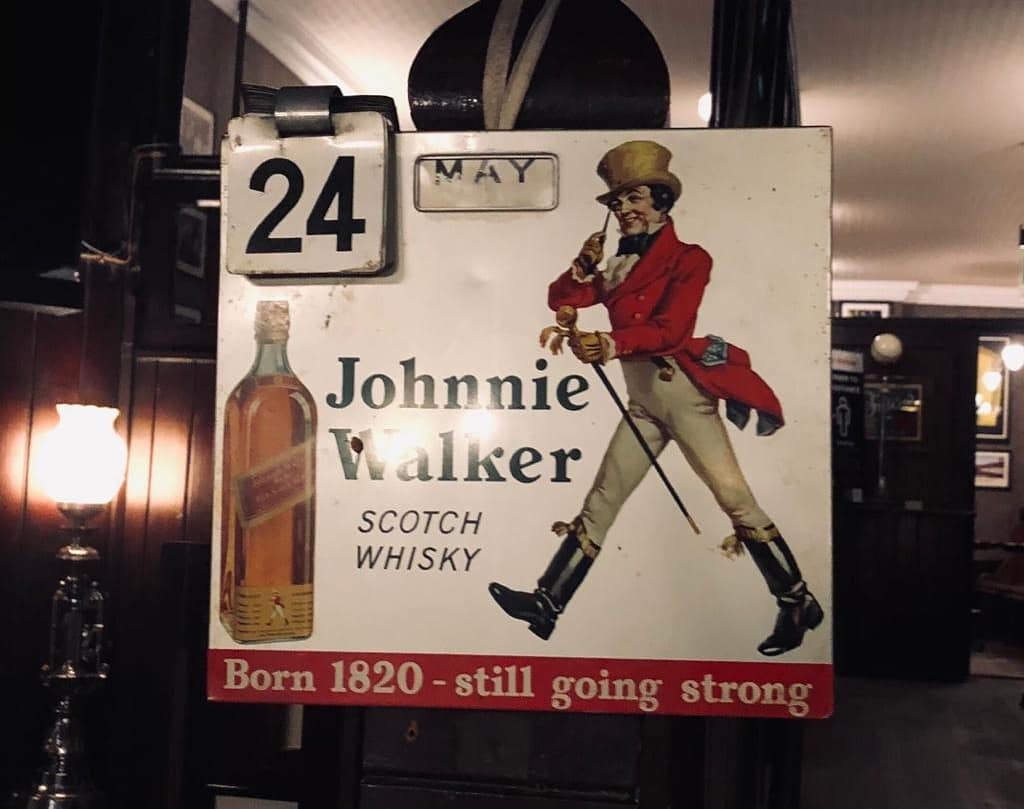 24
MAY
Johnnie
Walker
SCOTCH
WHISKY
Born 1820 - still going strong